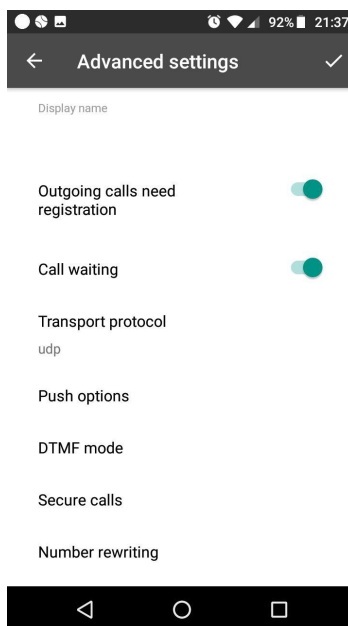 92% 21:37
Advanced settings
Display name
Outgoing calls need
registration
Call waiting
Transport protocol
udp
Push options
DTMF mode
Secure calls
Number rewriting